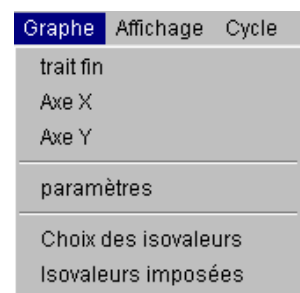 Graphe Affichage Cycle
trait fin
Axe X
Axe Y
paramètres
Choix des isovaleurs
Isovaleurs imposées